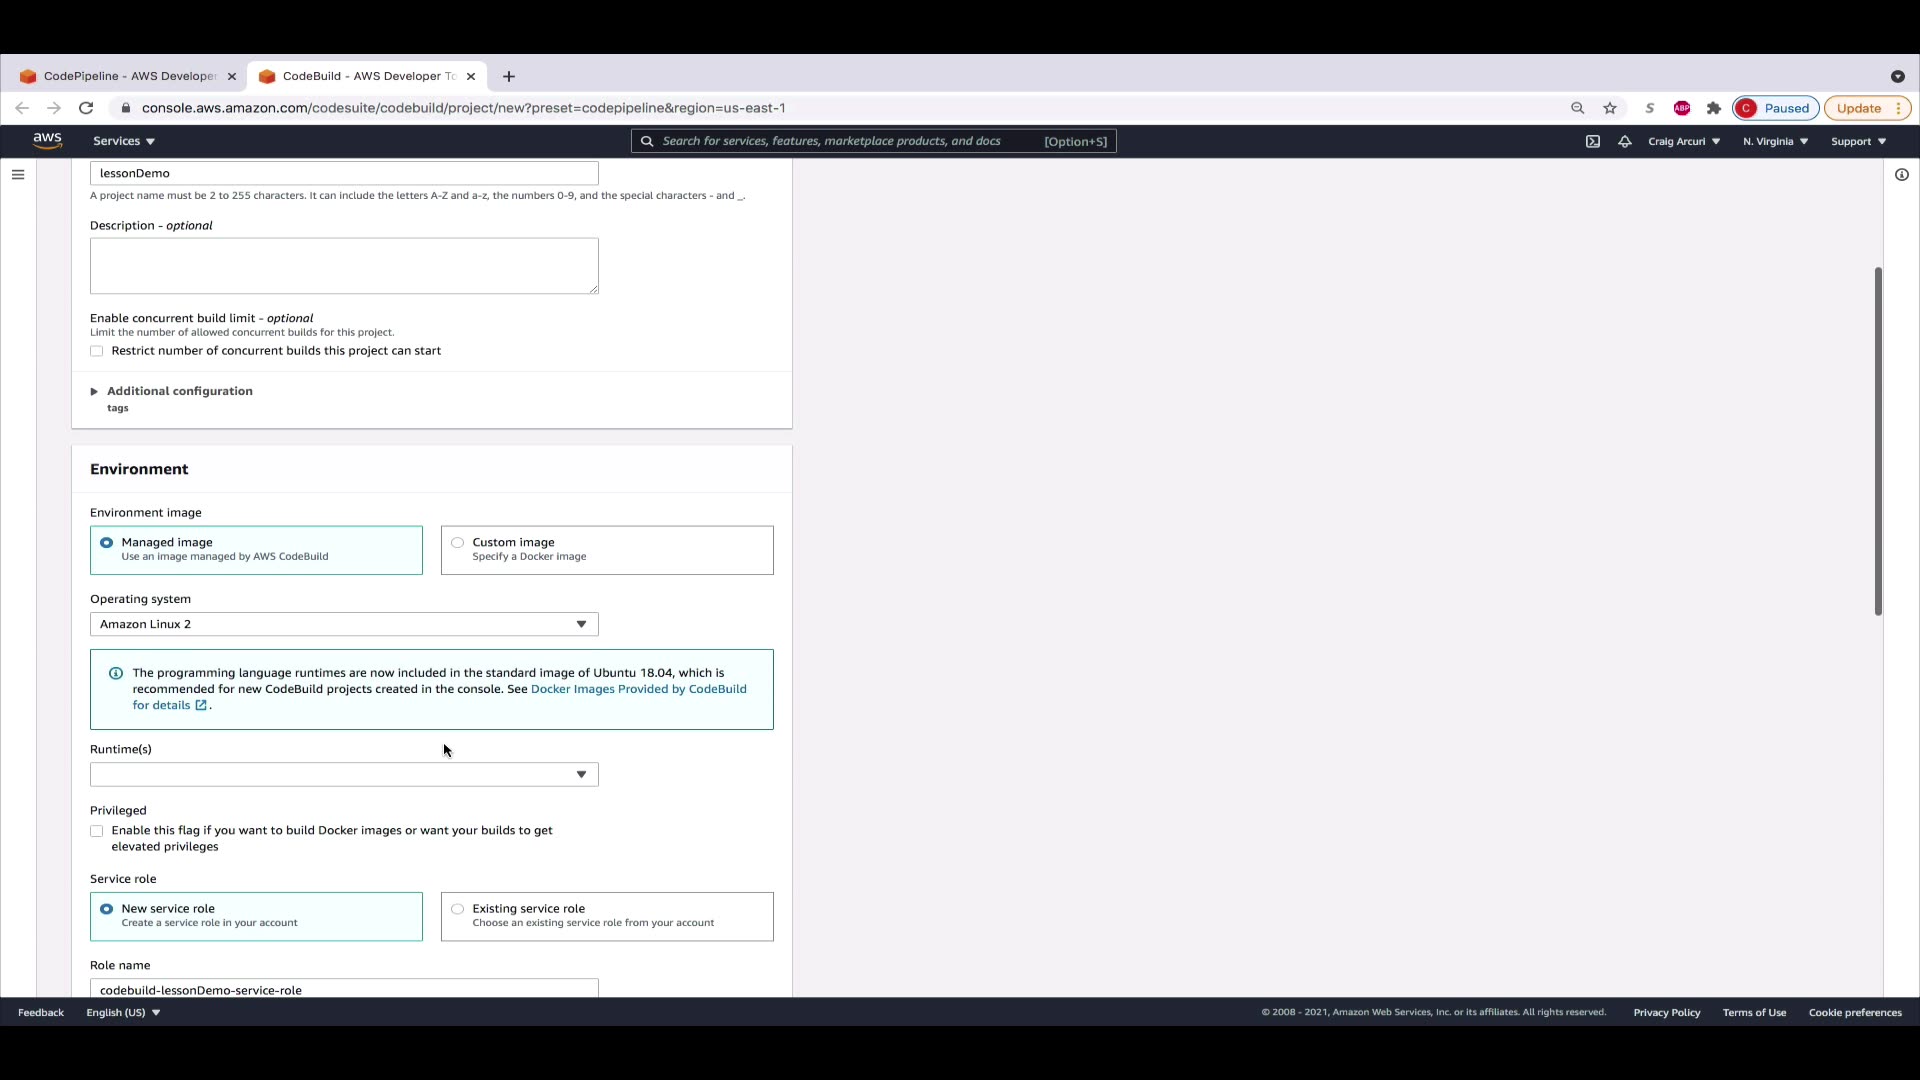 CodePipeline - AWS Developer
CodeBuild - AWS Developer To
console.aws.amazon.com/codesuite/codebuild/project/new?preset=codepipeline&region=us-east-1
S
ABP
C
Paused
Update
aws
Services
Search for services, features, marketplace products, and docs
[Option+S]
Craig Arcuri
N. Virginia
Support
lessonDemo
A project name must be 2 to 255 characters. It can include the letters A-Z and a-z, the numbers 0-9, and the special characters - and _.
Description - optional
Enable concurrent build limit - optional
Limit the number of allowed concurrent builds for this project.
Restrict number of concurrent builds this project can start
Additional configuration
tags
Environment
Environment image
Managed image
Use an image managed by AWS CodeBuild
Custom image
Specify a Docker image
Operating system
Amazon Linux 2
The programming language runtimes are now included in the standard image of Ubuntu 18.04, which is
recommended for new CodeBuild projects created in the console. See Docker Images Provided by CodeBuild
for details .
Runtime(s)
Privileged
Enable this flag if you want to build Docker images or want your builds to get
elevated privileges
Service role
New service role
Create a service role in your account
Existing service role
Choose an existing service role from your account
Role name
codebuild-lessonDemo-service-role
Feedback
English (US)
© 2008 - 2021, Amazon Web Services, Inc. or its affiliates. All rights reserved.
Privacy Policy
Terms of Use
Cookie preferences